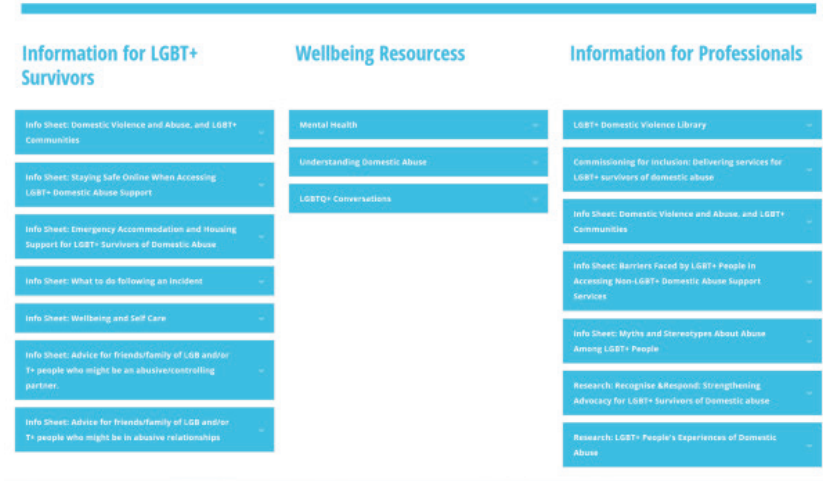 Information for LGBT+
Survivors
Info Sheet: Domestic Violence and Abuse, and LGBT+
Communities
Info Sheet: Staying Safe Online When Accessing
LGBT+ Domestic Abuse Support
Info Sheet: Emergency Accommodation and Housing
Support for LGBT+ Survivors of Domestic Abuse
Info Sheet: What to do following an incident
Info Sheet: Wellbeing and Self Care
Info Sheet: Advice for friends/family of LGB and/or
T+ people who might be an abusive/controlling
partner.
Info Sheet: Advice for friends/family of LGB and/or
T+ people who might be in abusive relationships
Wellbeing Resourcess
Mental Health
Understanding Domestic Abuse
LGBTQ+ Conversations
Information for Professionals
LGBT+ Domestic Violence Library
Commissioning for Inclusion: Delivering services for
LGBT+ survivors of domestic abuse
Info Sheet: Domestic Violence and Abuse, and LGBT+
Communities
Info Sheet: Barriers Faced by LGBT+ People in
Accessing Non-LGBT+ Domestic Abuse Support
Services
Info Sheet: Myths and Stereotypes About Abuse
Among LGBT+ People
Research: Recognise &Respond: Strengthening
Advocacy for LGBT+ Survivors of Domestic abuse
Research: LGBT+ People's Experiences of Domestic
Abuse